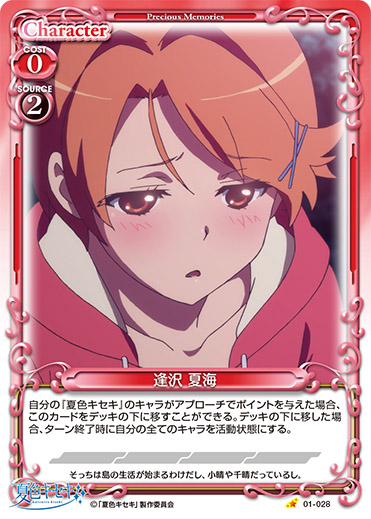 Precious Memories
Character
COST
0
SOURCE
2
逢沢 夏海
自分の「夏色キセキ」のキャラがアプローチでポイントを与えた場合、
このカードをデッキの下に移すことができる。デッキの下に移した場
合、ターン終了時に自分の全てのキャラを活動状態にする。
そっちは島の生活が始まるわけだし、小晴や千晴だっているし。
夏色キセキ
©「夏色キセキ」製作委員会
01-028